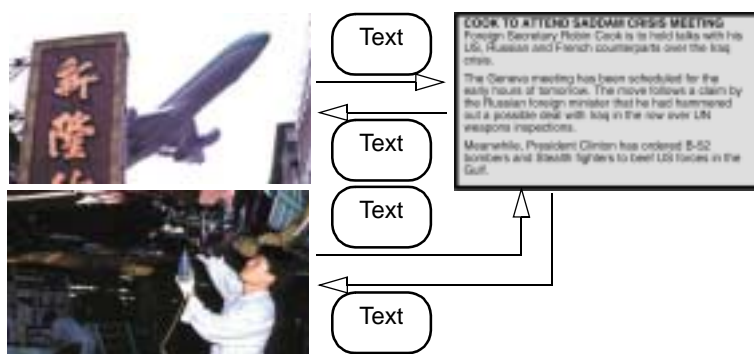 新
隆
Text
Text
Text
Text
COOK TO ATTEND SADDAM CRISIS MEETING
Foreign Secretary Robin Cook is to hold talks with his
US, Russian and French counterparts over the Iraq
crisis.
The Geneva meeting has been scheduled for the
early hours of tomorrow. The move follows a claim by
the Russian foreign minister that he had hammered
out a possible deal with Iraq in the row over UN
weapons inspections.
Meanwhile, President Clinton has ordered B-52
bombers and Stealth fighters to beef US forces in the
Gulf.